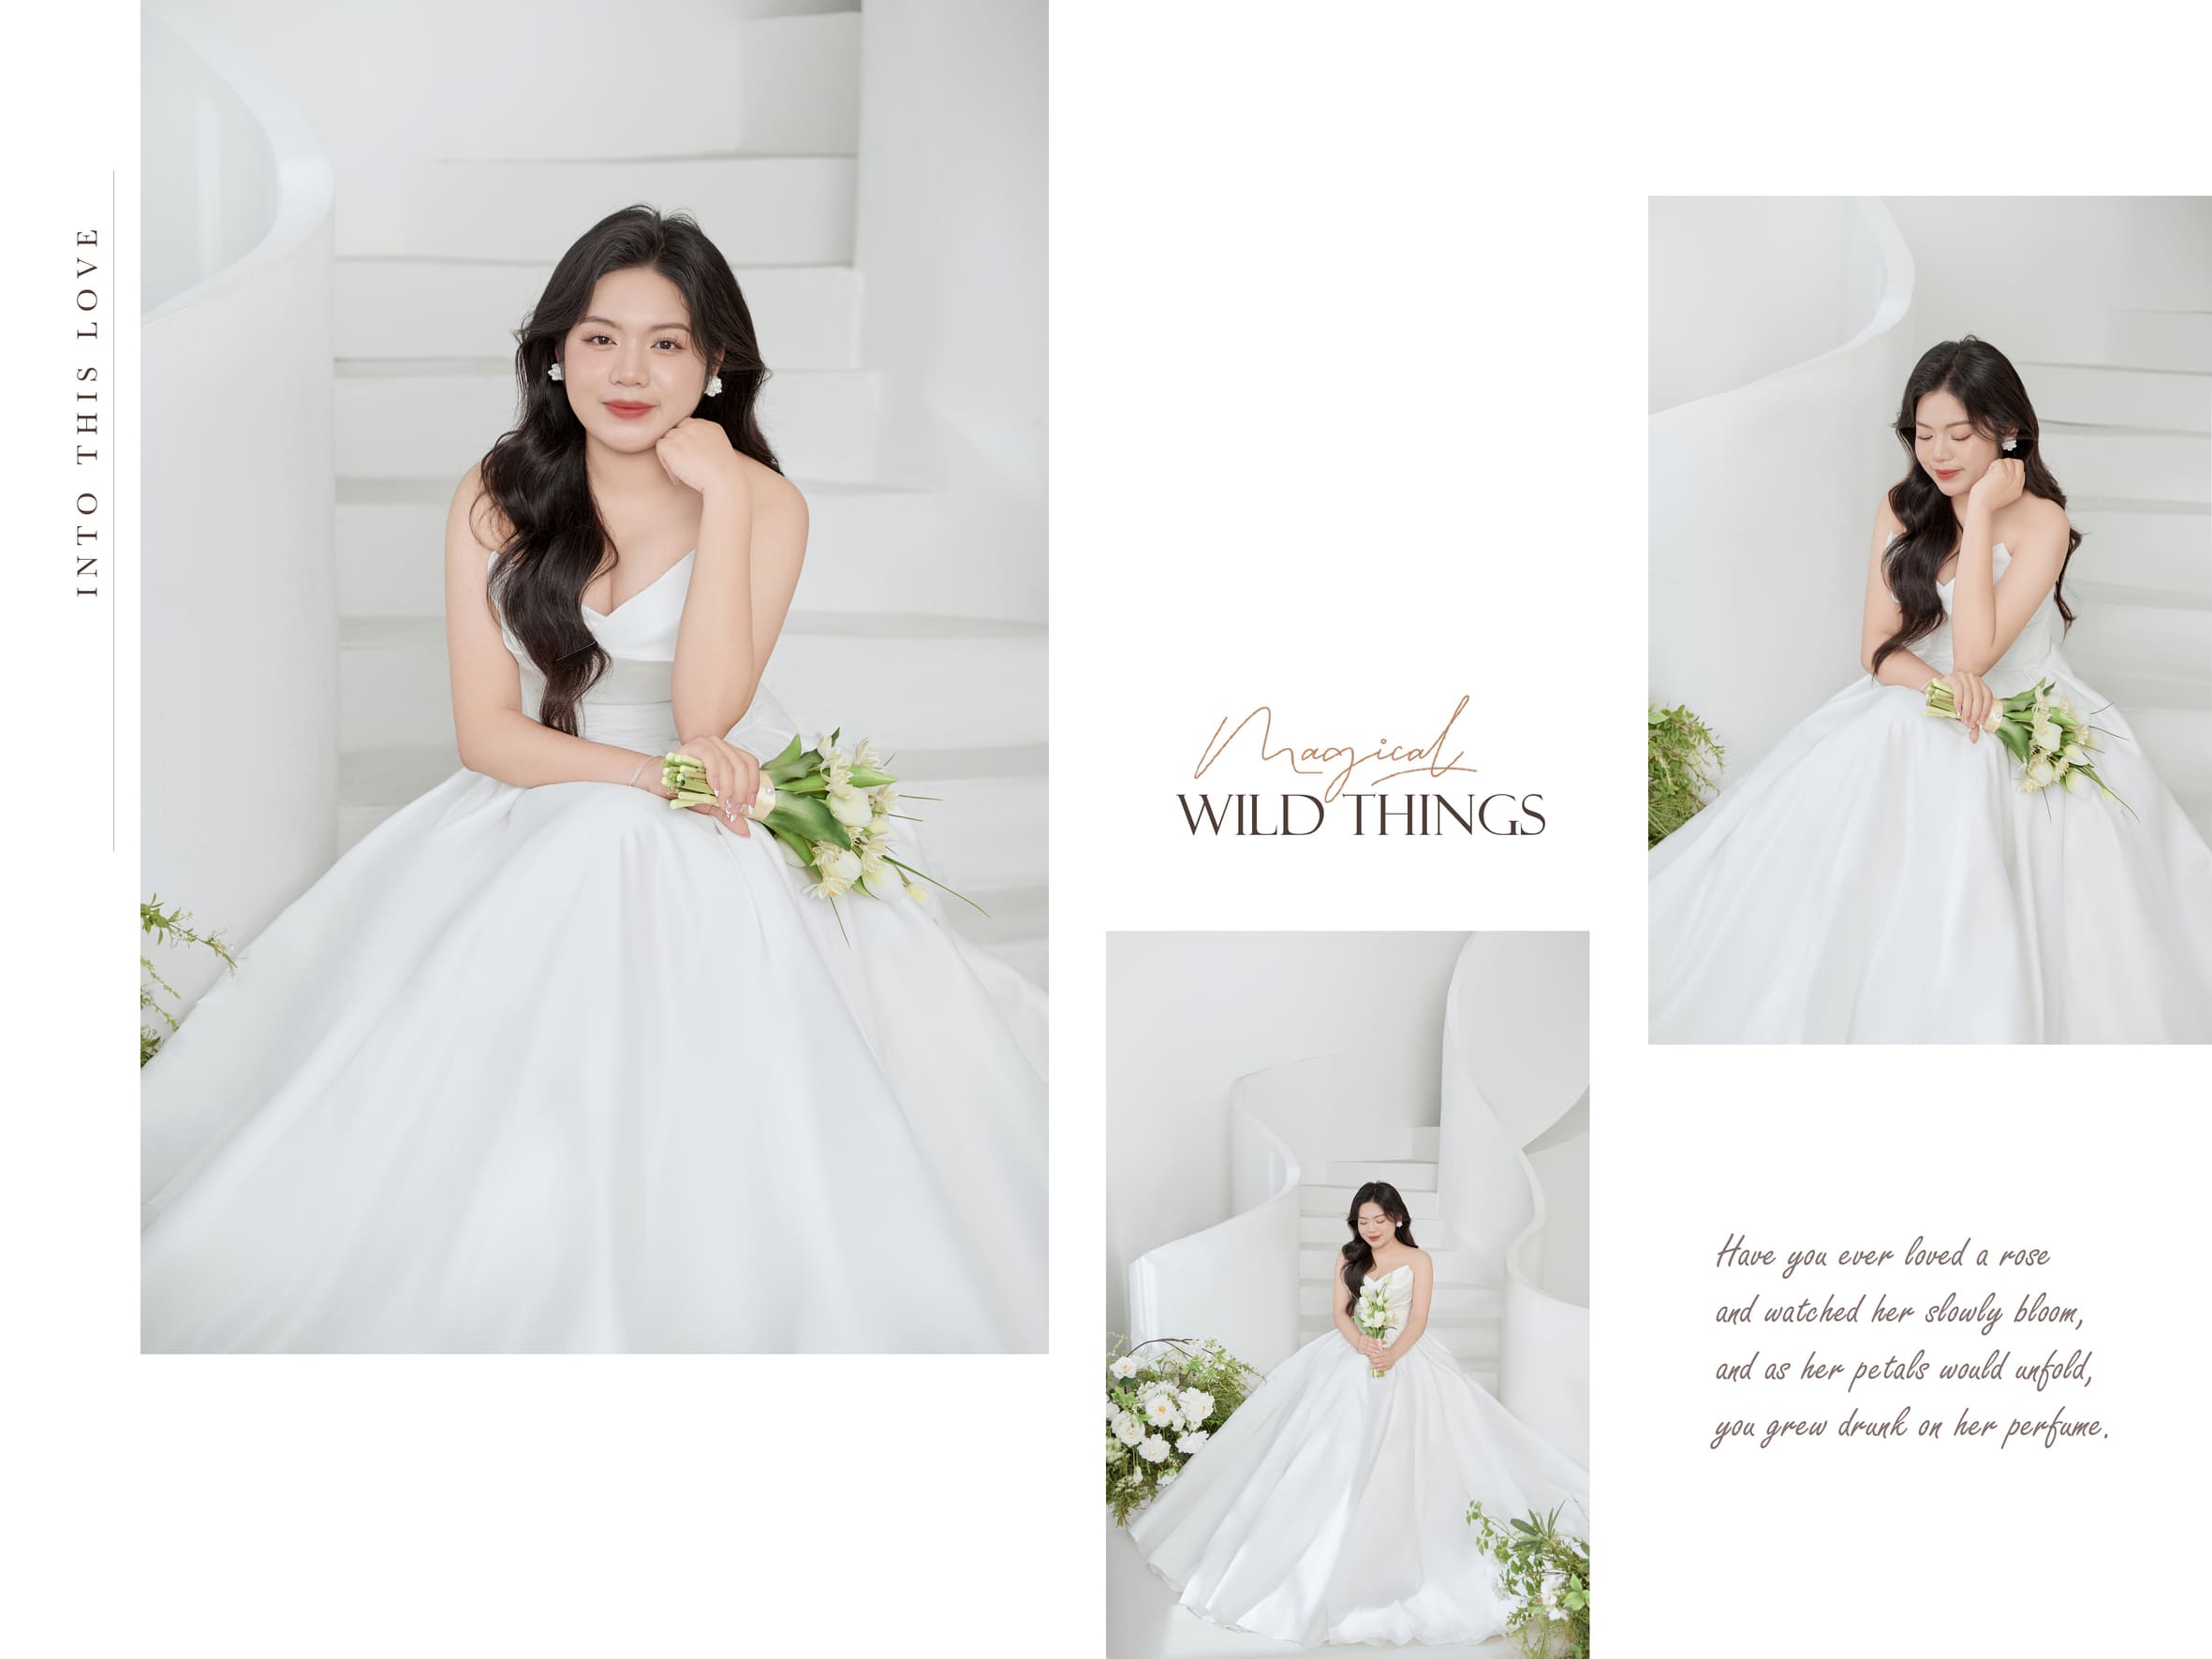 INTO THIS LOVE
Magical
WILD THINGS
Have you ever loved a rose
and watched her slowly bloom,
and as her petals would unfold,
you grew drunk on her perfume.